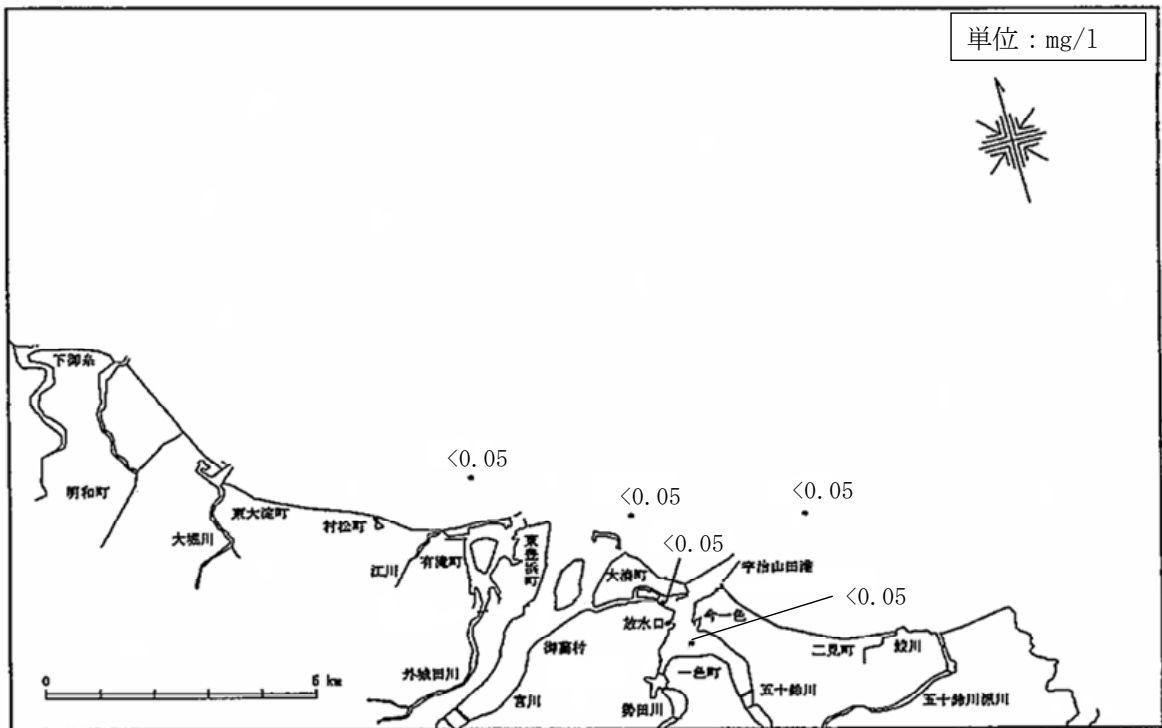 単位：mg/l
下御糸
<0.05
明和町
<0.05
<0.05
東大淀町
村松町
大堀川
江川
有滝町
東豊浜町
<0.05
大湊町
宇治山田港
<0.05
放水口
今一色
御薗村
二見町
鮫川
外城田川
宮川
一色町
勢田川
五十鈴川
五十鈴川派川
0
6 km